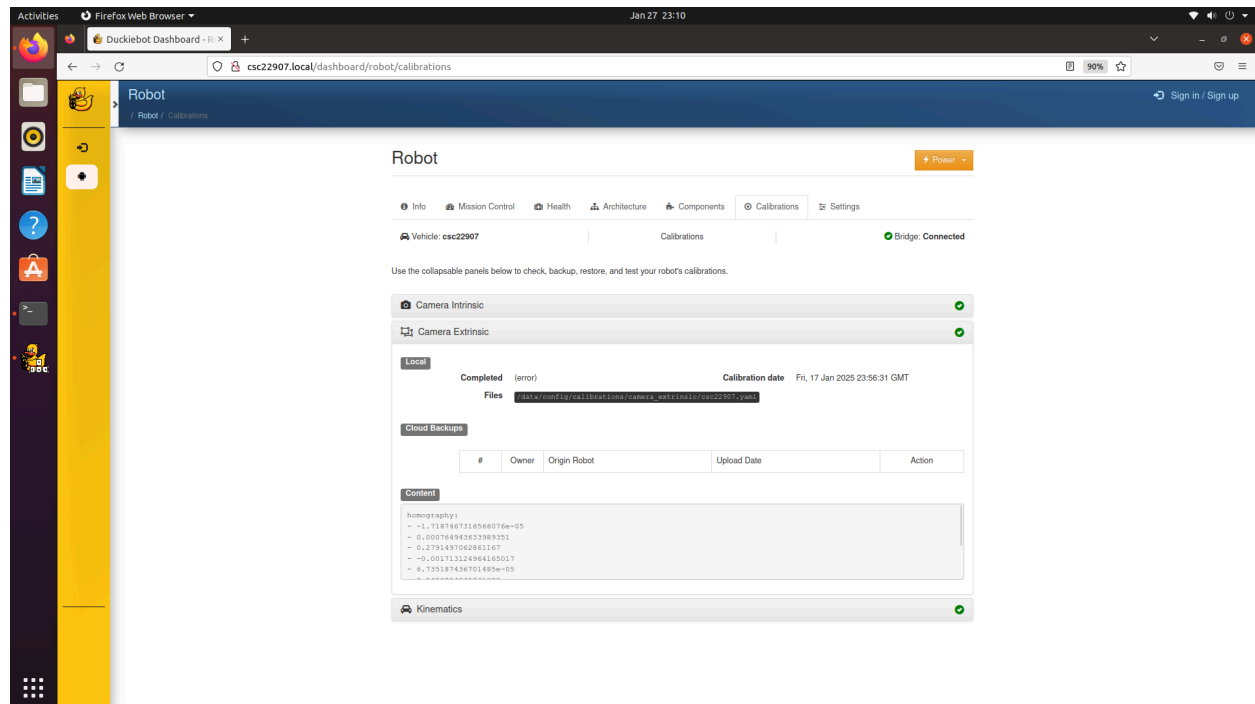 Activities Firefox Web Browser Jan 27 23:10
Duckiebot Dashboard - R
csc22907.local/dashboard/robot/calibrations 90%
Robot Sign in / Sign up
/ Robot / Calibrations
Robot Power
Info Mission Control Health Architecture Components Calibrations Settings
Vehicle: csc22907 Calibrations Bridge: Connected
Use the collapsable panels below to check, backup, restore, and test your robot's calibrations.
Camera Intrinsic
Camera Extrinsic
Local
Completed (error) Calibration date Fri, 17 Jan 2025 23:56:31 GMT
Files /data/config/calibrations/camera_extrinsic/csc22907.yaml
Cloud Backups
# Owner Origin Robot Upload Date Action
Content
homography:
- -1.7187467316566076e-05
- 0.000764943633989351
- 0.2791497062861167
- -0.001713124964165017
- 6.735187436701485e-05
Kinematics